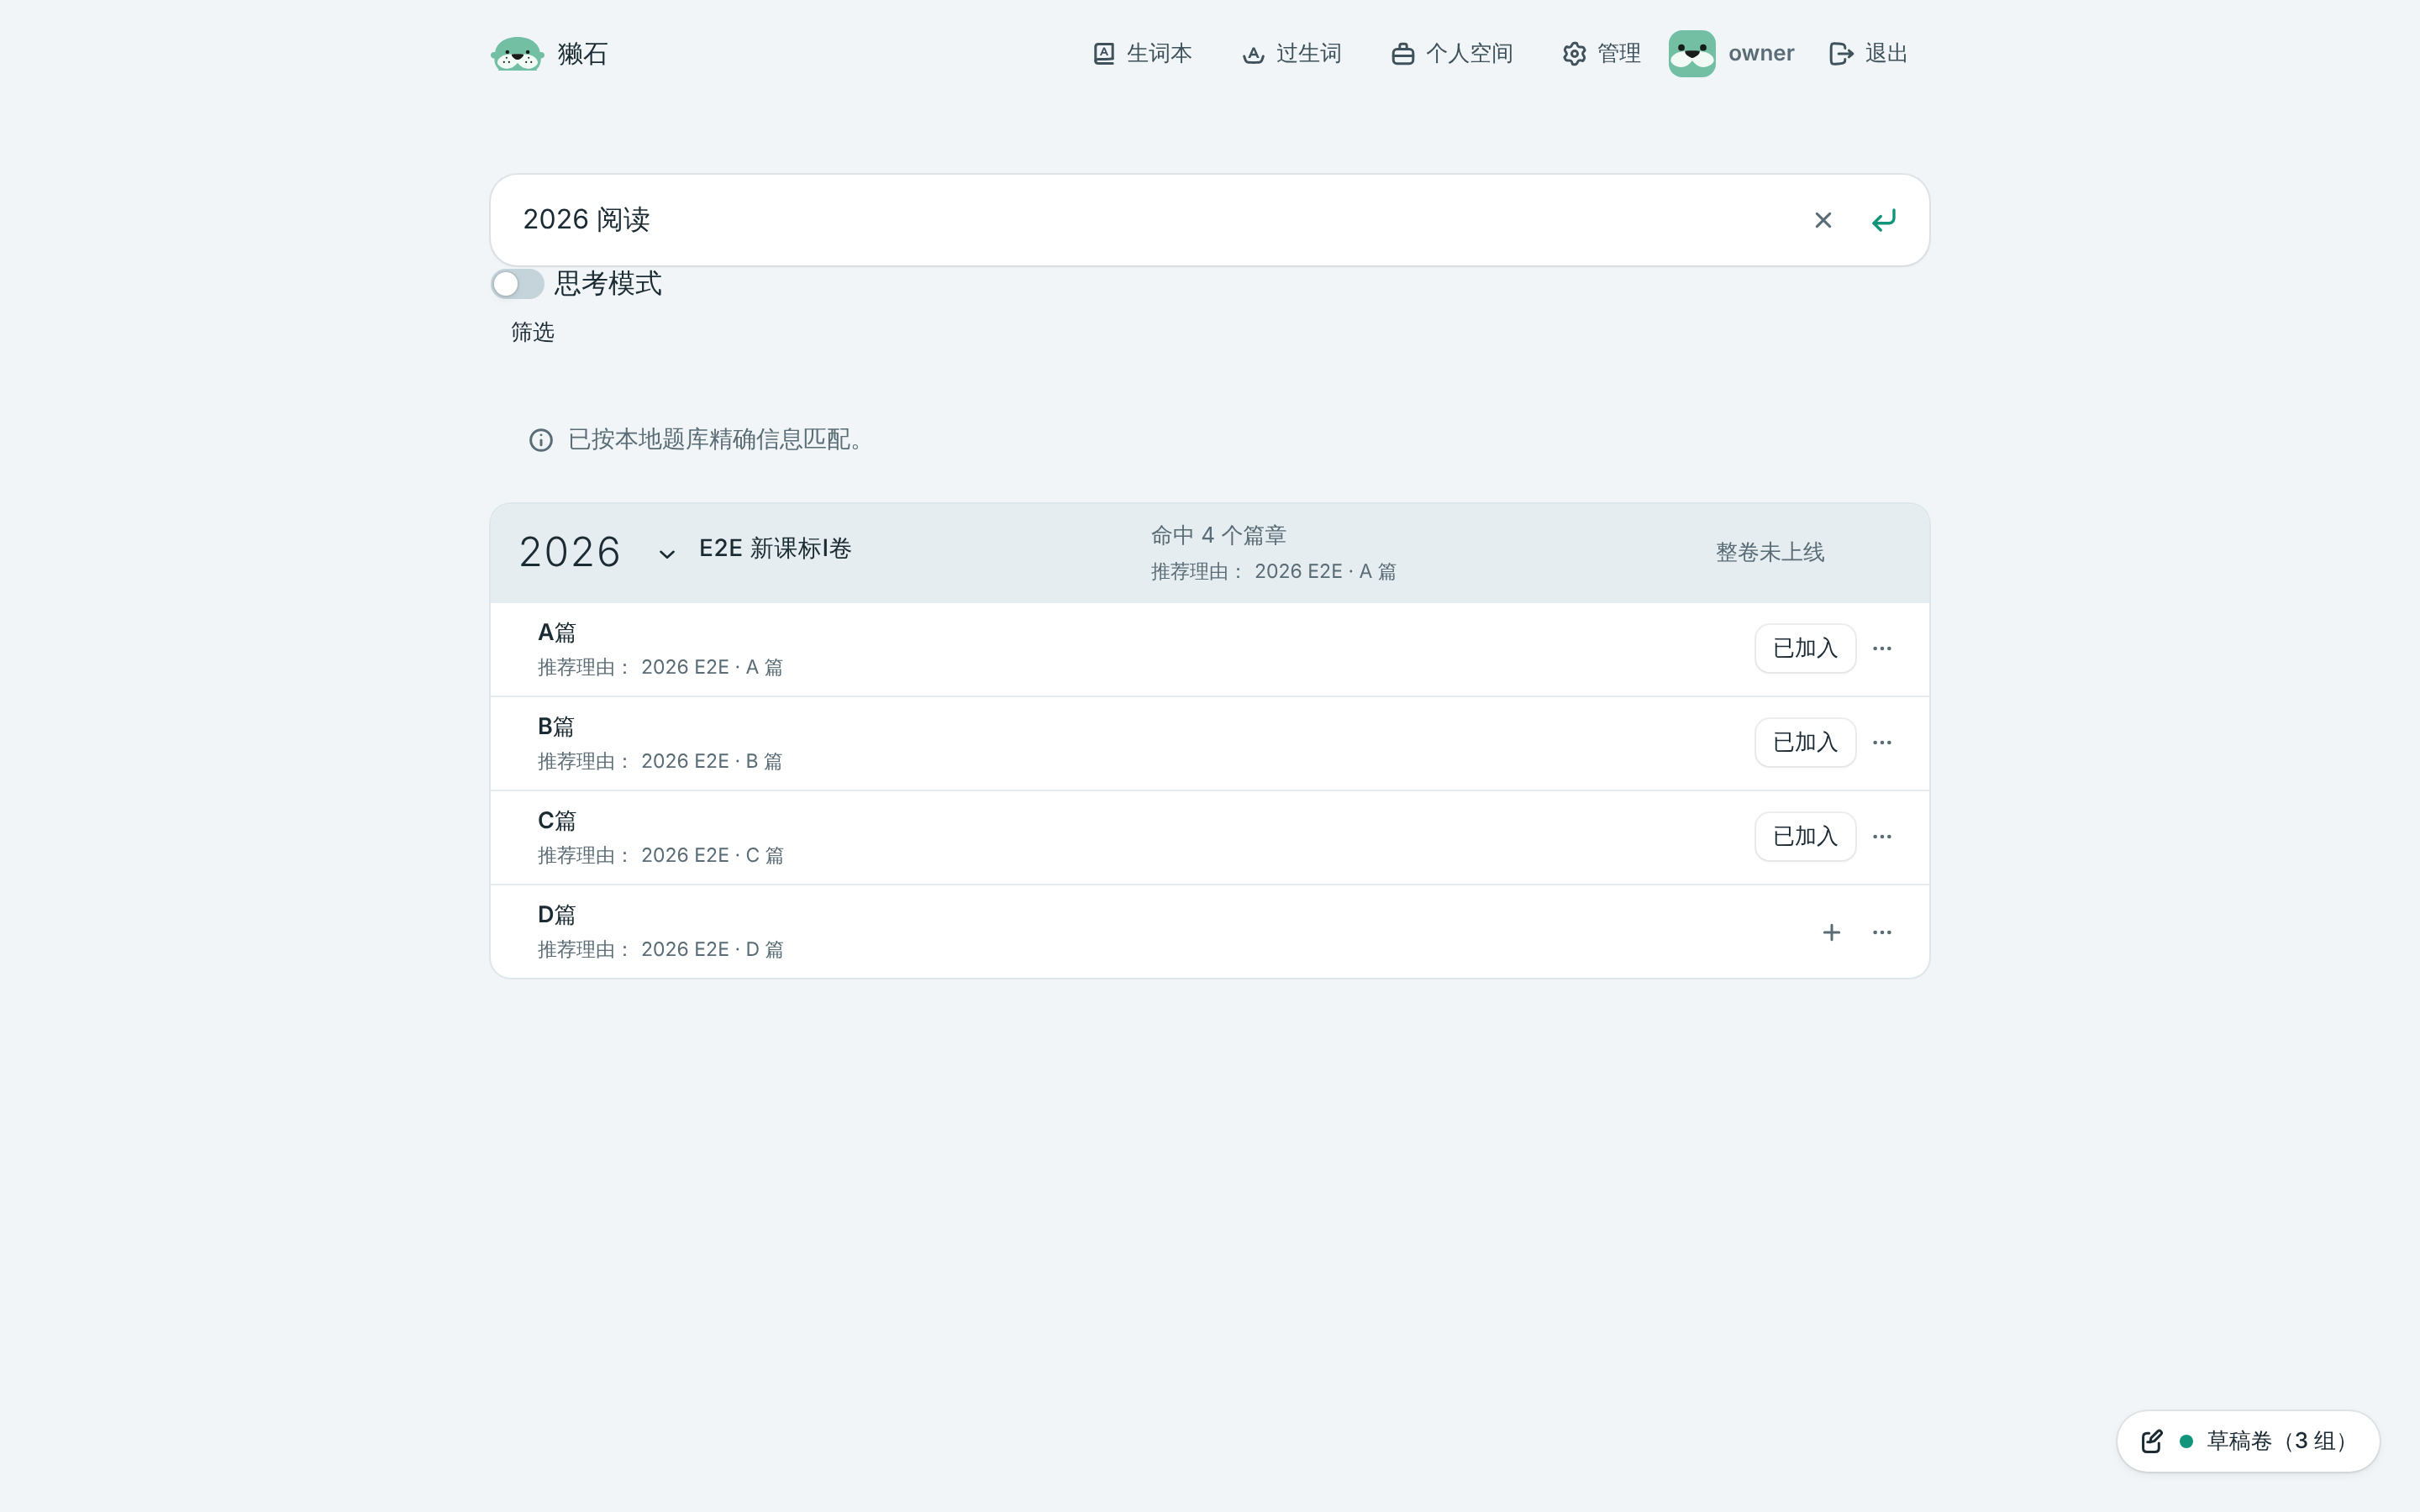 獭石
生词本
过生词
个人空间
管理
owner
退出
2026 阅读
思考模式
筛选
已按本地题库精确信息匹配。
2026
E2E 新课标I卷
命中 4 个篇章
推荐理由： 2026 E2E · A 篇
整卷未上线
A篇
推荐理由： 2026 E2E · A 篇
已加入
B篇
推荐理由： 2026 E2E · B 篇
已加入
C篇
推荐理由： 2026 E2E · C 篇
已加入
D篇
推荐理由： 2026 E2E · D 篇
草稿卷（3 组）